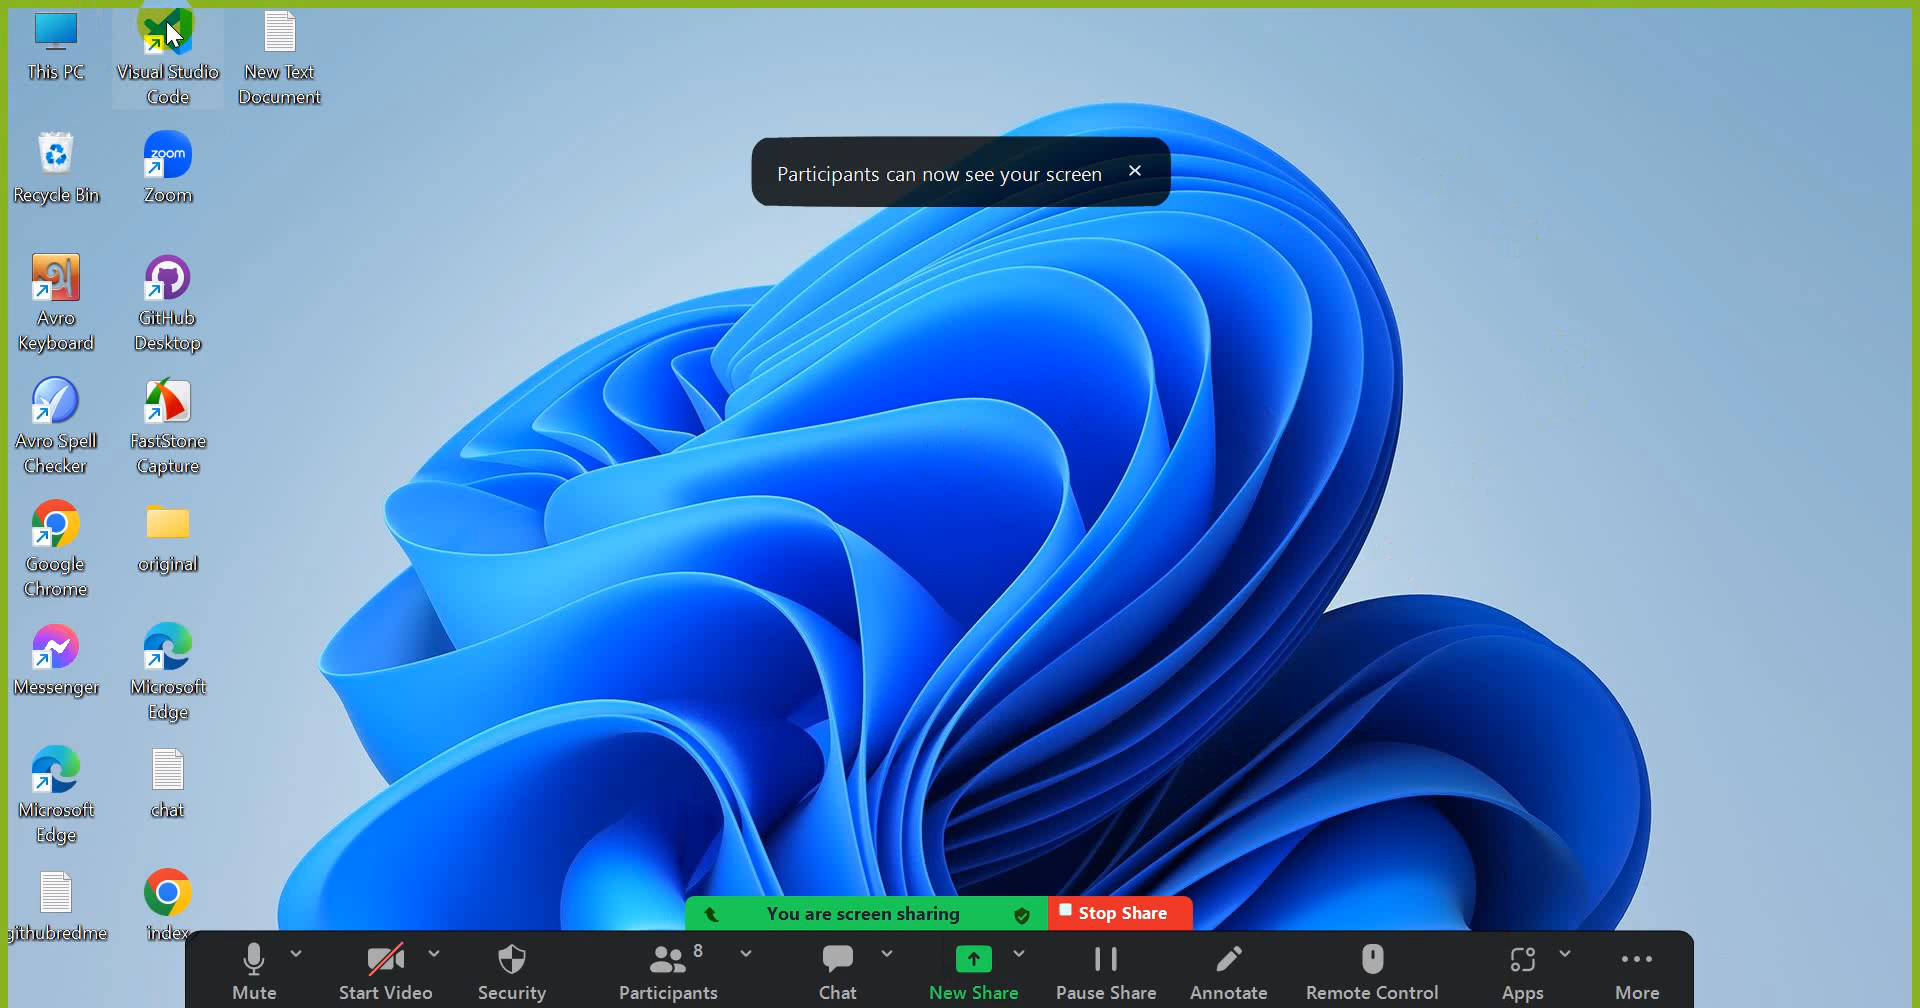 This PC
Visual Studio
Code
New Text
Document
Participants can now see your screen
Recycle Bin
zoom
Zoom
Avro
Keyboard
GitHub
Desktop
Avro Spell
Checker
FastStone
Capture
Google
Chrome
original
Messenger
Microsoft
Edge
Microsoft
Edge
chat
githubredme
index
You are screen sharing
Stop Share
Mute
Start Video
Security
8
Participants
Chat
New Share
Pause Share
Annotate
Remote Control
Apps
More